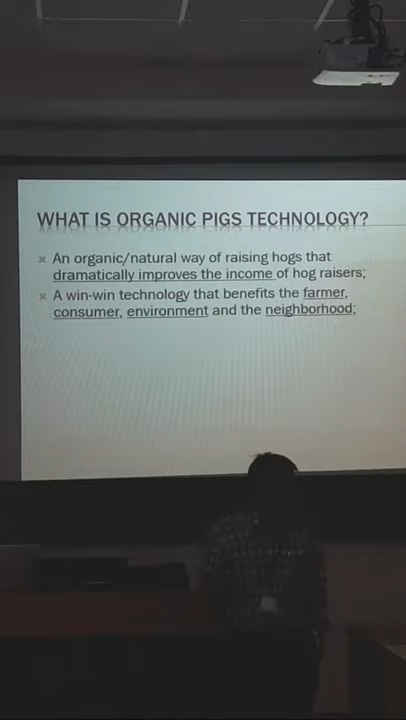 WHAT IS ORGANIC PIGS TECHNOLOGY?
An organic/natural way of raising hogs that
dramatically improves the income of hog raisers;
A win-win technology that benefits the farmer,
consumer, environment and the neighborhood;